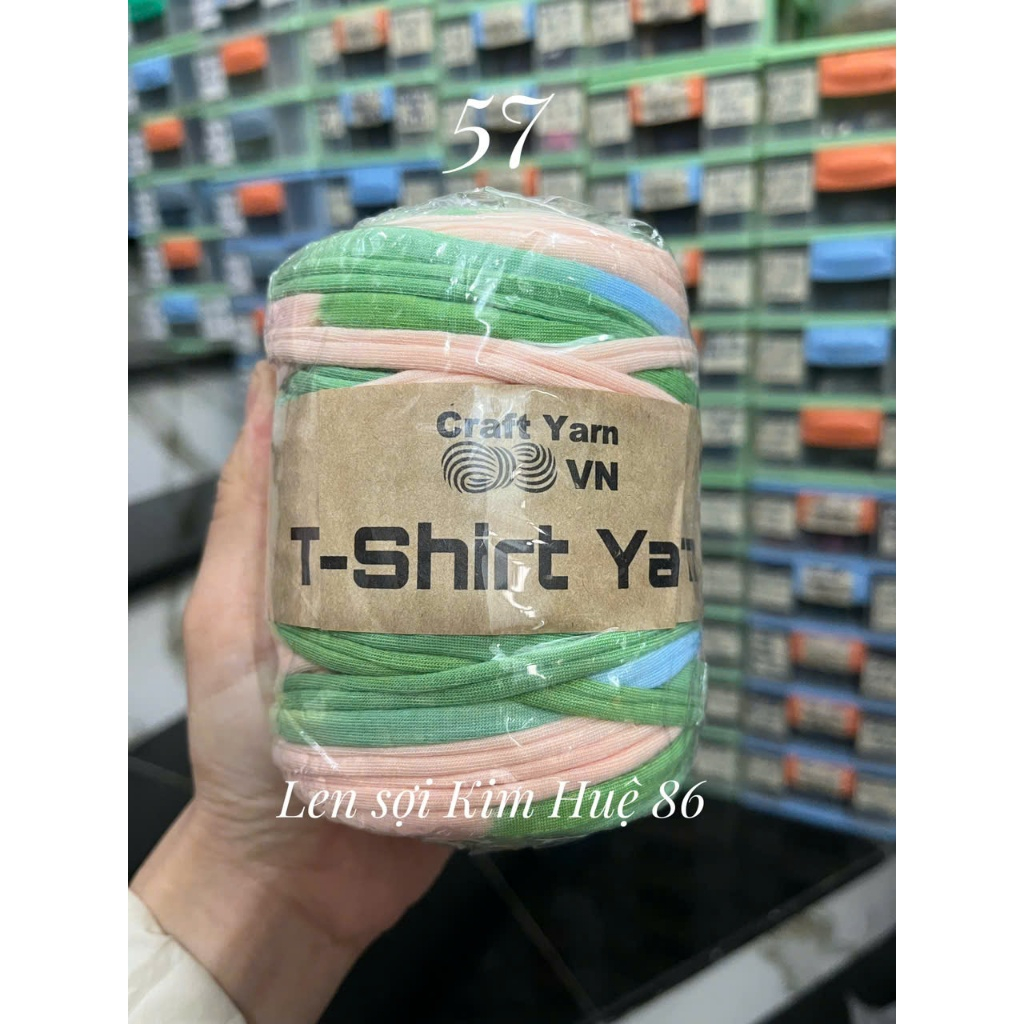 57
Craft Yarn
VN
T-Shirt Ya
Len sợi Kim Huệ 86